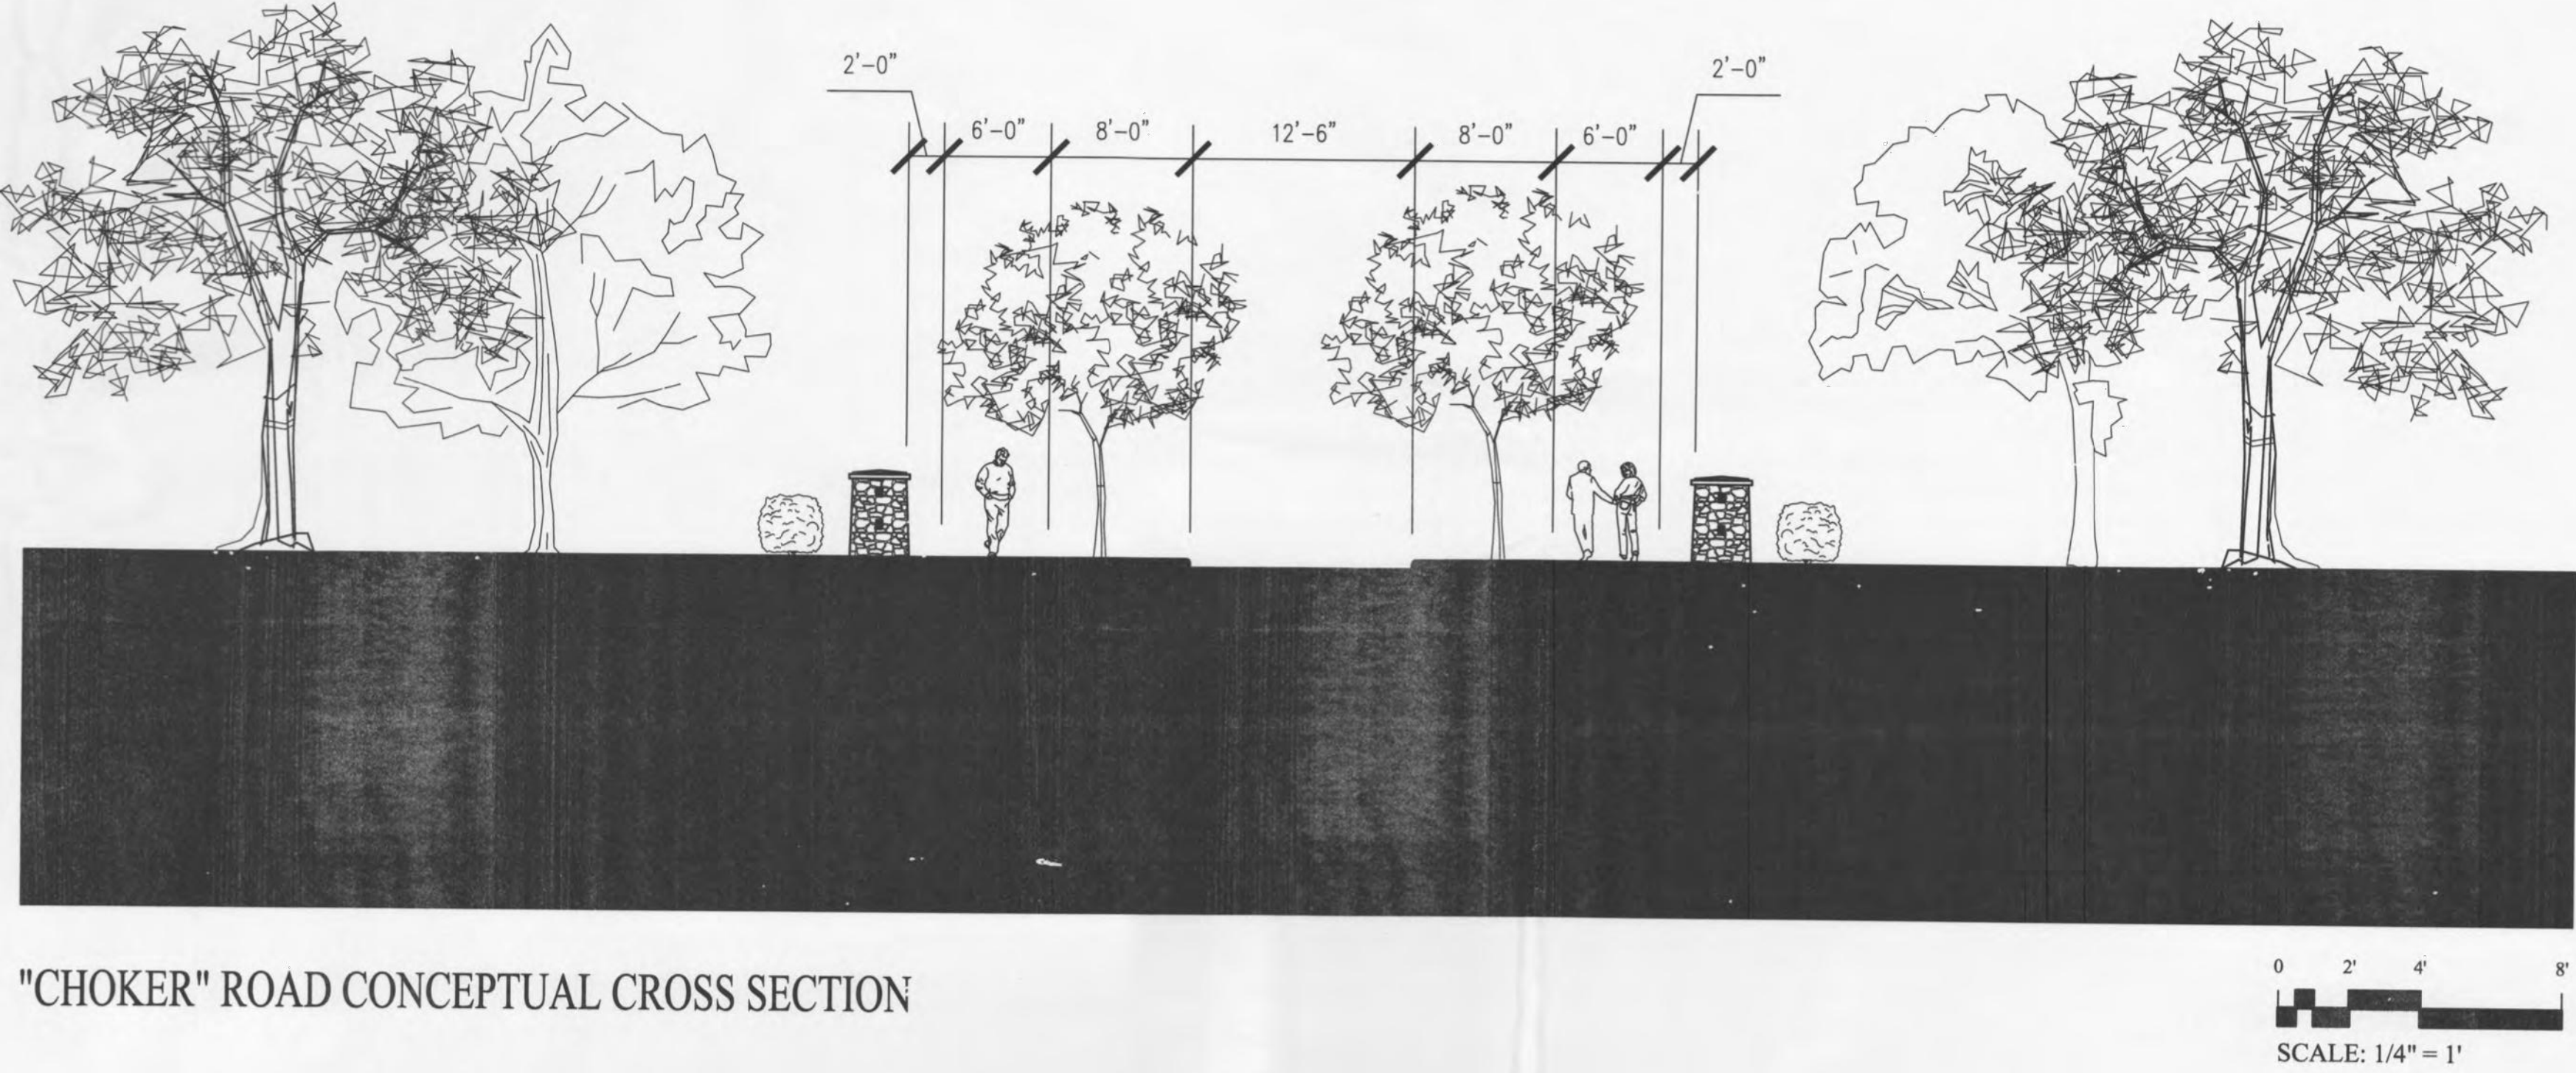 2'-0" 2'-0"
6'-0" 8'-0" 12'-6" 8'-0" 6'-0"
"CHOKER" ROAD CONCEPTUAL CROSS SECTION
0 2' 4' 8'
SCALE: 1/4" = 1'